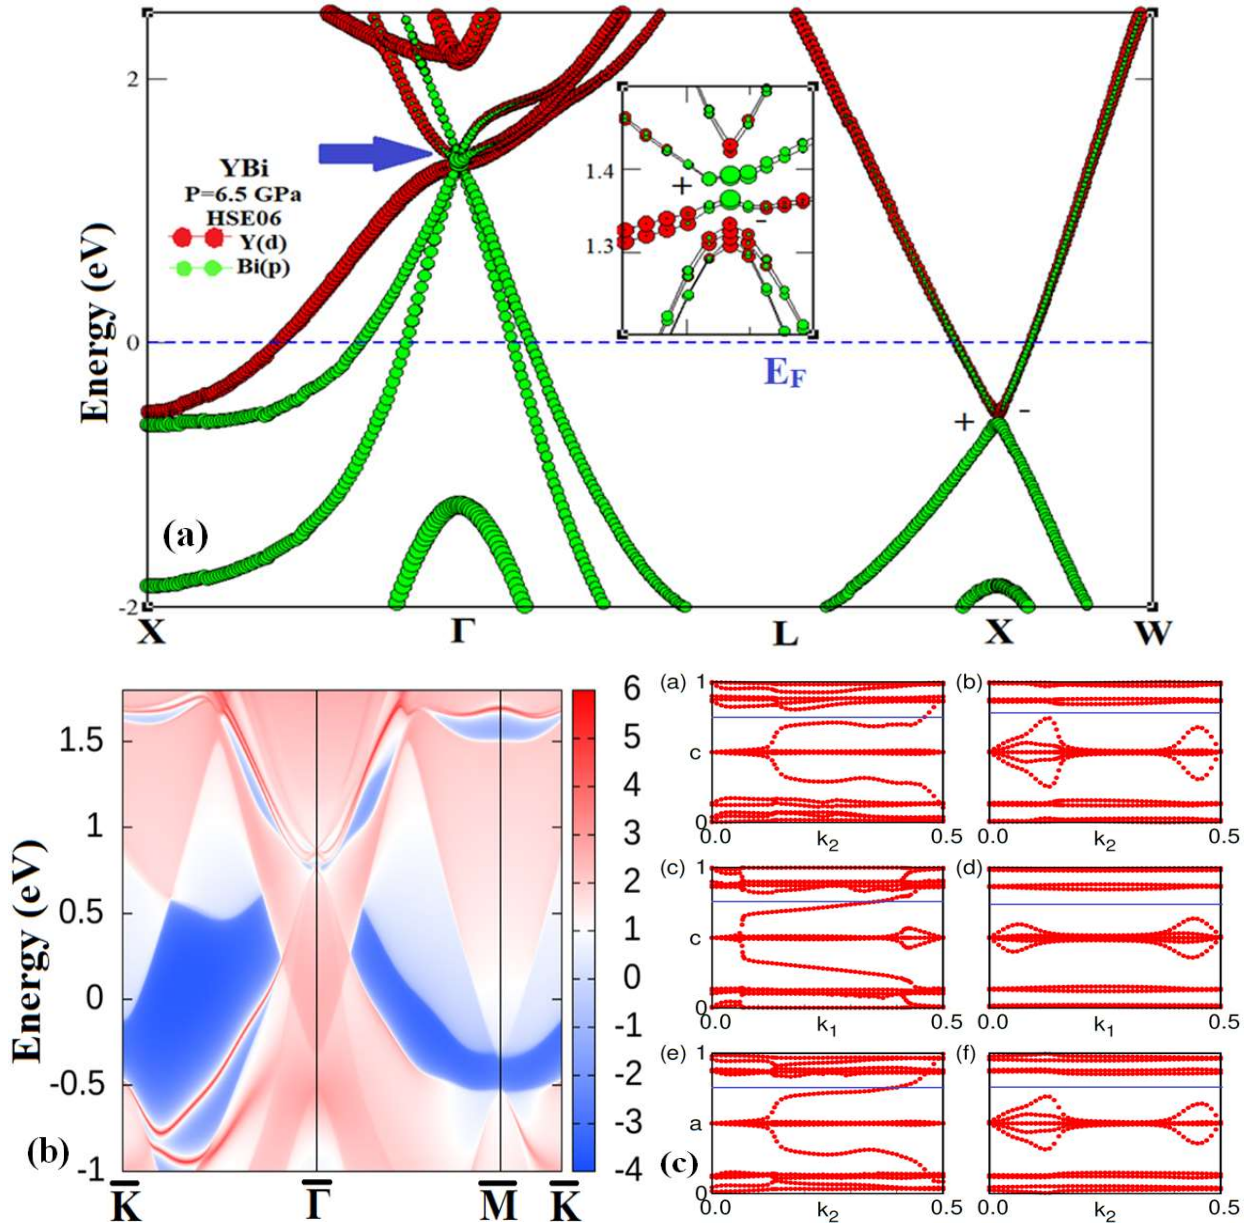 2
YBi
P=6.5 GPa
HSE06
Y(d)
Bi(p)
1.4
+
-
1.3
0
E_F
Energy (eV)
+ -
(a)
-2
X Γ L X W
1.5
1
0.5
0
-0.5
-1
Energy (eV)
(b)
K̅ Γ̅ M̅ K̅
6
5
4
3
2
1
0
-1
-2
-3
-4
(a) 1
c
0
0.0 k₂ 0.5
(b)
0.0 k₂ 0.5
(c) 1
c
0
0.0 k₁ 0.5
(d)
0.0 k₁ 0.5
(e) 1
a
0
0.0 k₂ 0.5
(f)
0.0 k₂ 0.5
(c)